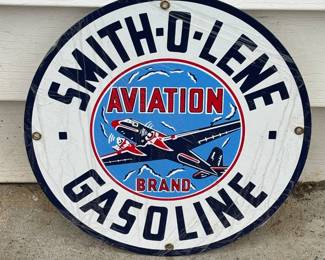 SMITH-O-LENE
AVIATION
BRAND
GASOLINE